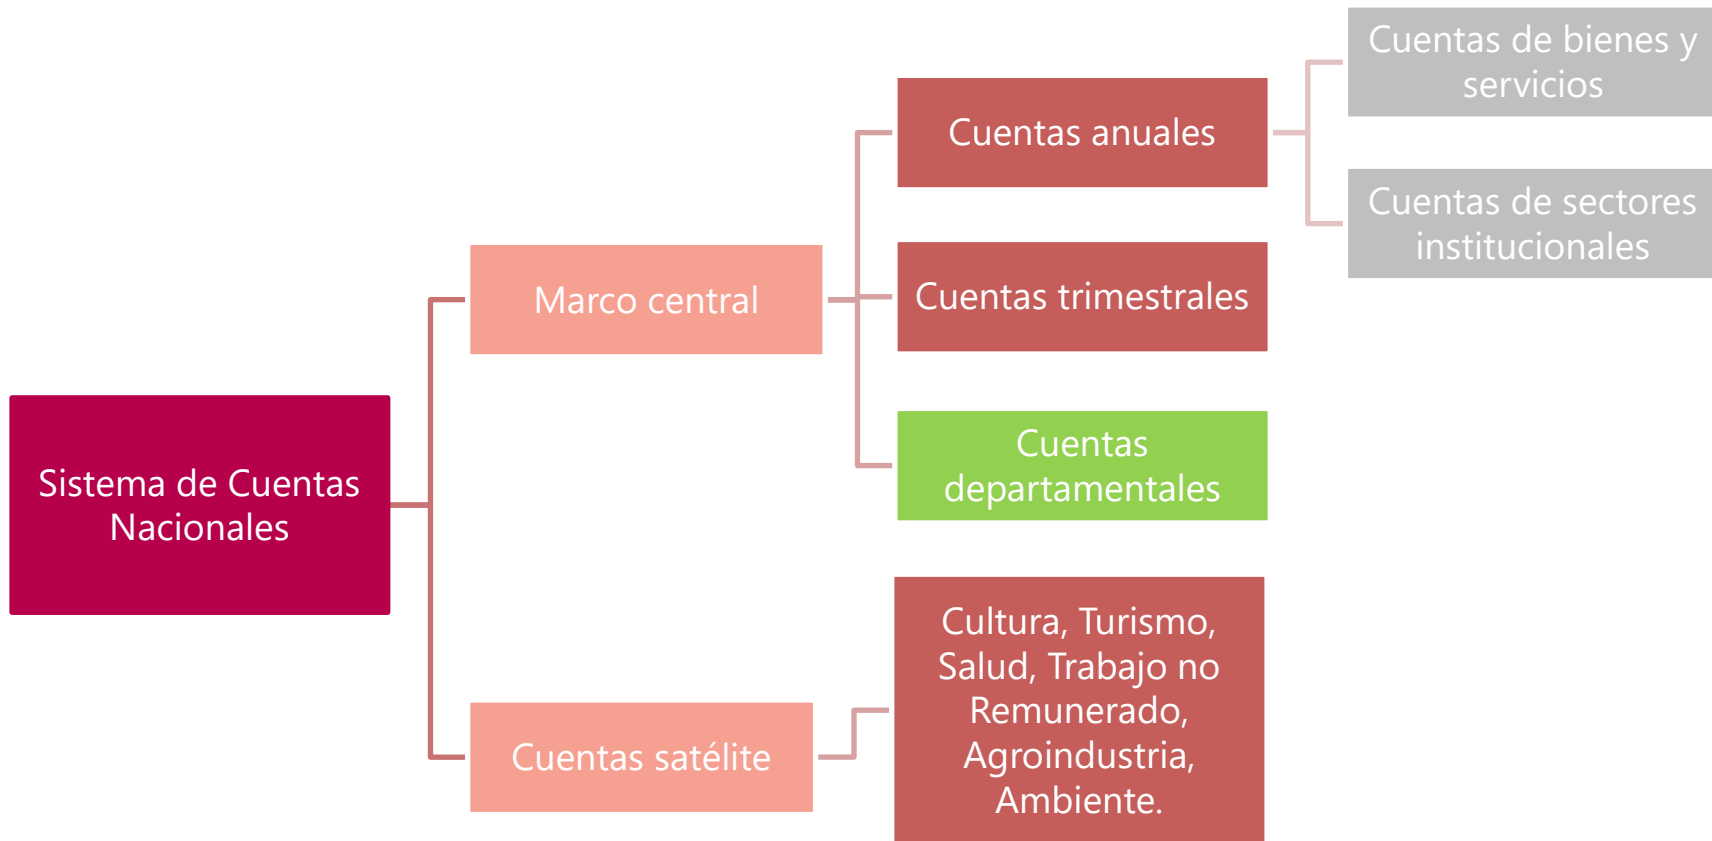 Sistema de Cuentas
Nacionales
Marco central
Cuentas anuales
Cuentas de bienes y
servicios
Cuentas de sectores
institucionales
Cuentas trimestrales
Cuentas
departamentales
Cuentas satélite
Cultura, Turismo,
Salud, Trabajo no
Remunerado,
Agroindustria,
Ambiente.